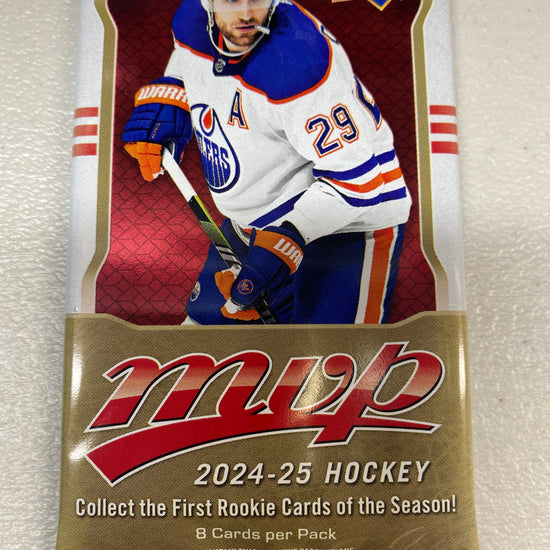 WARR
A
29
OILERS
WA
mvp
2024-25 HOCKEY
Collect the First Rookie Cards of the Season!
8 Cards per Pack